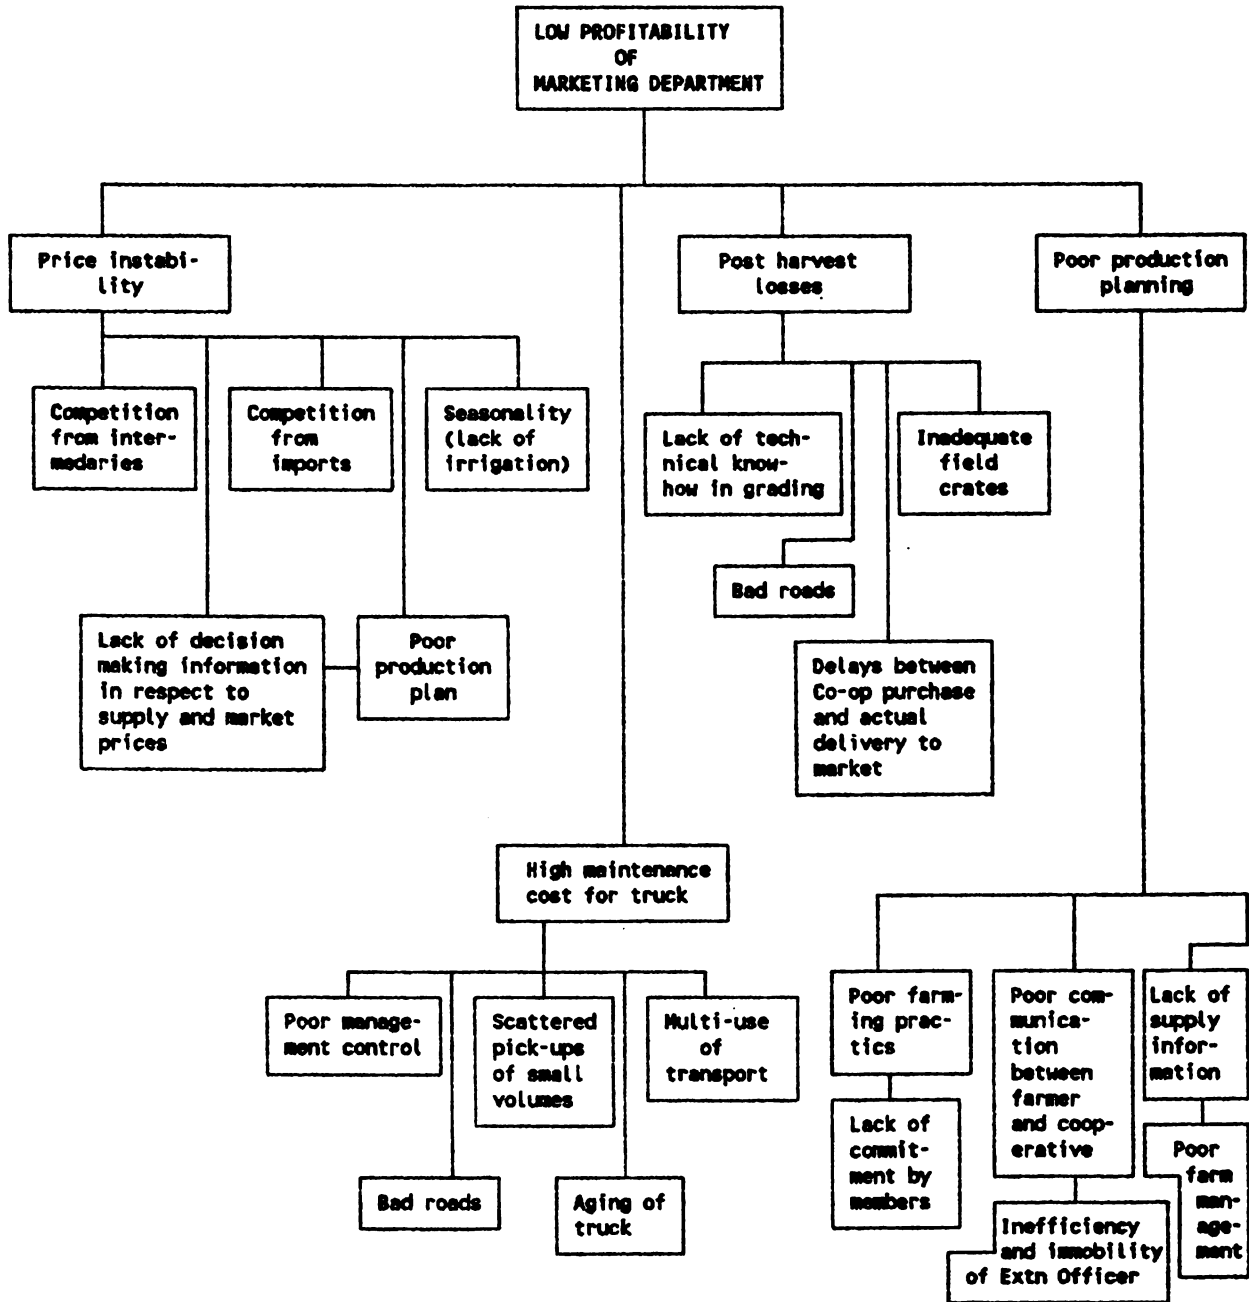 LOW PROFITABILITY
OF
MARKETING DEPARTMENT
Price instabi-
lity
Post harvest
losses
Poor production
planning
Competition
from inter-
medaries
Competition
from
imports
Seasonality
(lack of
irrigation)
Lack of tech-
nical know-
how in grading
Inadequate
field
crates
Bad roads
Lack of decision
making information
in respect to
supply and market
prices
Poor
production
plan
Delays between
Co-op purchase
and actual
delivery to
market
High maintenance
cost for truck
Poor manage-
ment control
Scattered
pick-ups
of small
volumes
Multi-use
of
transport
Bad roads
Aging of
truck
Poor farm-
ing prac-
tics
Poor com-
munica-
tion
between
farmer
and coop-
erative
Lack of
supply
infor-
mation
Lack of
commit-
ment by
members
Inefficiency
and immobility
of Extn Officer
Poor
farm
man-
age-
ment